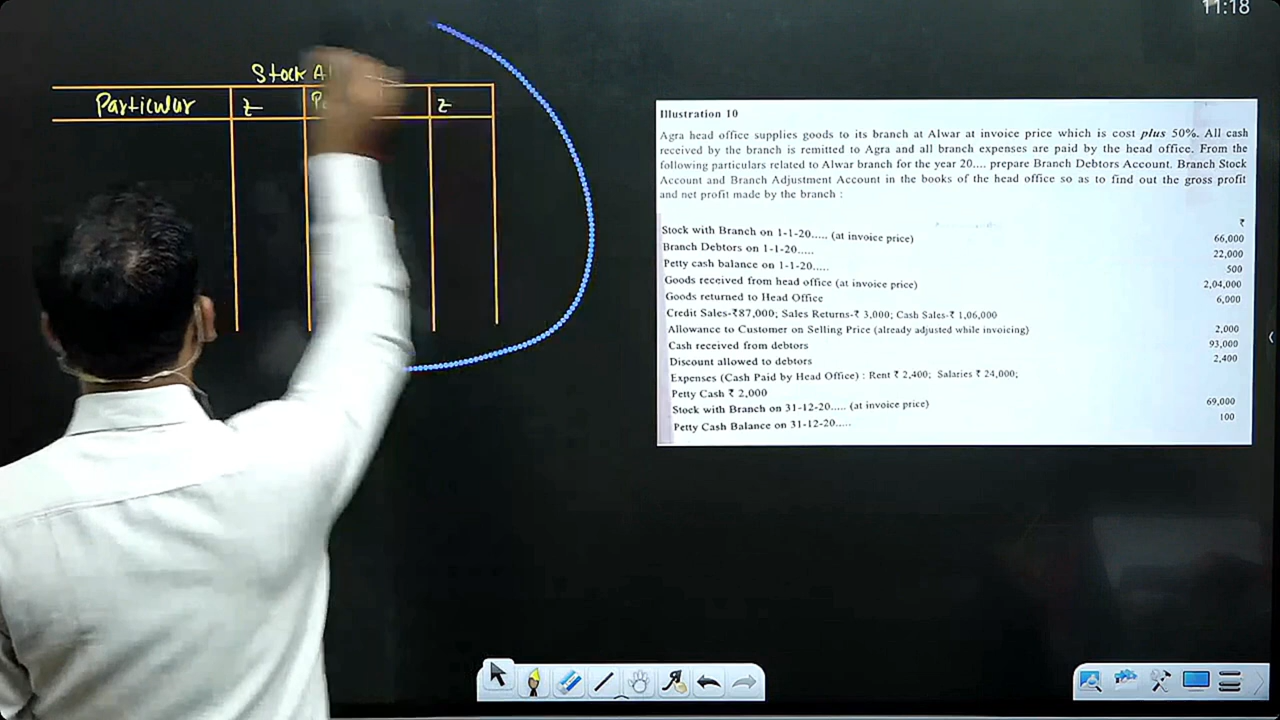 11:18
Stock A
Particular ₹ P ₹
Illustration 10
Agra head office supplies goods to its branch at Alwar at invoice price which is cost plus 50%. All cash
received by the branch is remitted to Agra and all branch expenses are paid by the head office. From the
following particulars related to Alwar branch for the year 20.... prepare Branch Debtors Account. Branch Stock
Account and Branch Adjustment Account in the books of the head office so as to find out the gross profit
and net profit made by the branch :
₹
Stock with Branch on 1-1-20..... (at invoice price) 66,000
Branch Debtors on 1-1-20..... 22,000
Petty cash balance on 1-1-20..... 500
Goods received from head office (at invoice price) 2,04,000
Goods returned to Head Office 6,000
Credit Sales-₹87,000; Sales Returns-₹ 3,000; Cash Sales-₹ 1,06,000
Allowance to Customer on Selling Price (already adjusted while invoicing) 2,000
Cash received from debtors 93,000
Discount allowed to debtors 2,400
Expenses (Cash Paid by Head Office) : Rent ₹ 2,400; Salaries ₹ 24,000;
Petty Cash ₹ 2,000
Stock with Branch on 31-12-20..... (at invoice price) 69,000
Petty Cash Balance on 31-12-20..... 100